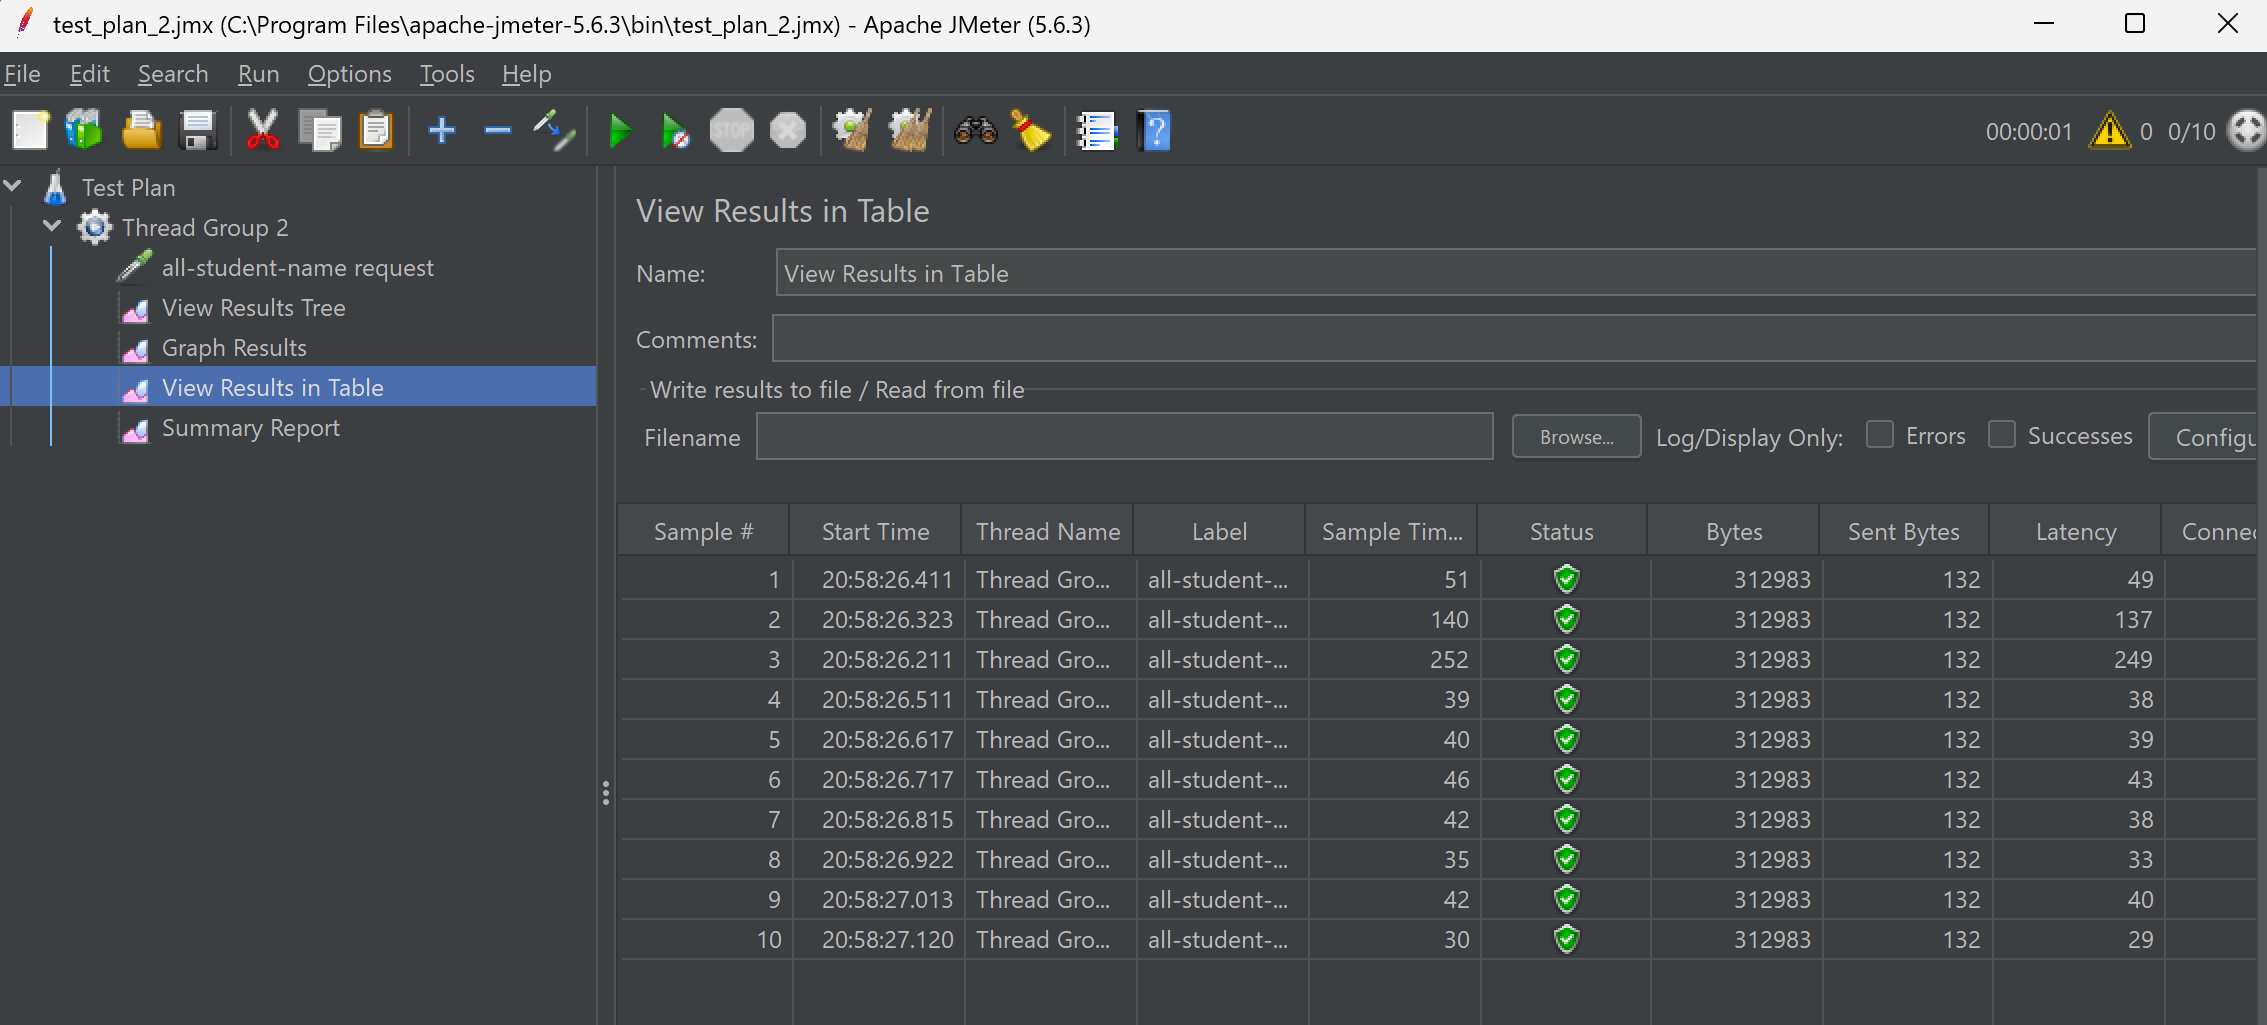 test_plan_2.jmx (C:\Program Files\apache-jmeter-5.6.3\bin\test_plan_2.jmx) - Apache JMeter (5.6.3)
File Edit Search Run Options Tools Help
STOP 00:00:01 0 0/10
Test Plan
Thread Group 2
all-student-name request
View Results Tree
Graph Results
View Results in Table
Summary Report
View Results in Table
Name: View Results in Table
Comments:
Write results to file / Read from file
Filename Browse... Log/Display Only: Errors Successes Configu
Sample # Start Time Thread Name Label Sample Tim... Status Bytes Sent Bytes Latency Connec
1 20:58:26.411 Thread Gro... all-student-... 51 312983 132 49
2 20:58:26.323 Thread Gro... all-student-... 140 312983 132 137
3 20:58:26.211 Thread Gro... all-student-... 252 312983 132 249
4 20:58:26.511 Thread Gro... all-student-... 39 312983 132 38
5 20:58:26.617 Thread Gro... all-student-... 40 312983 132 39
6 20:58:26.717 Thread Gro... all-student-... 46 312983 132 43
7 20:58:26.815 Thread Gro... all-student-... 42 312983 132 38
8 20:58:26.922 Thread Gro... all-student-... 35 312983 132 33
9 20:58:27.013 Thread Gro... all-student-... 42 312983 132 40
10 20:58:27.120 Thread Gro... all-student-... 30 312983 132 29